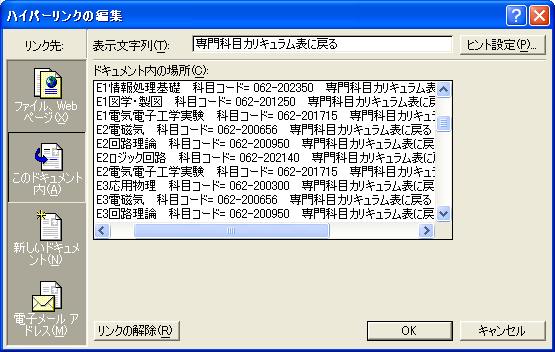 ハイパーリンクの編集
リンク先:
表示文字列(T):
専門科目カリキュラム表に戻る
ヒント設定(P)...
ドキュメント内の場所(C):
ファイル、Web
ページ(X)
このドキュメント
内(A)
新しいドキュメ
ント(N)
電子メール ア
ドレス(M)
E1情報処理基礎 科目コード= 062-202350 専門科目カリキュラム表
E1図学・製図 科目コード= 062-201250 専門科目カリキュラム表に
E1電気電子工学実験 科目コード= 062-201715 専門科目カリキ
E2電磁気 科目コード= 062-200656 専門科目カリキュラム表に戻る
E2回路理論 科目コード= 062-200950 専門科目カリキュラム表に戻
E2ロジック回路 科目コード= 062-202140 専門科目カリキュラム表に
E2電気電子工学実験 科目コード= 062-201715 専門科目カリキ
E3応用物理 科目コード= 062-200300 専門科目カリキュラム表に戻
E3電磁気 科目コード= 062-200656 専門科目カリキュラム表に戻る
E3回路理論 科目コード= 062-200950 専門科目カリキュラム表に戻
リンクの解除(R)
OK
キャンセル